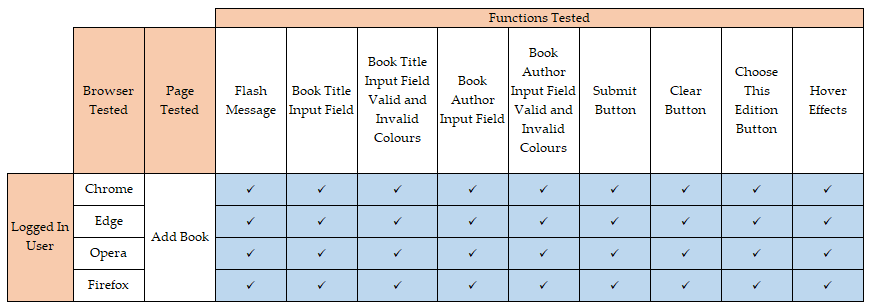 Functions Tested
Browser Tested
Page Tested
Flash Message
Book Title Input Field
Book Title Input Field Valid and Invalid Colours
Book Author Input Field
Book Author Input Field Valid and Invalid Colours
Submit Button
Clear Button
Choose This Edition Button
Hover Effects
Logged In User
Chrome
Add Book
✓ ✓ ✓ ✓ ✓ ✓ ✓ ✓ ✓
Edge
✓ ✓ ✓ ✓ ✓ ✓ ✓ ✓ ✓
Opera
✓ ✓ ✓ ✓ ✓ ✓ ✓ ✓ ✓
Firefox
✓ ✓ ✓ ✓ ✓ ✓ ✓ ✓ ✓